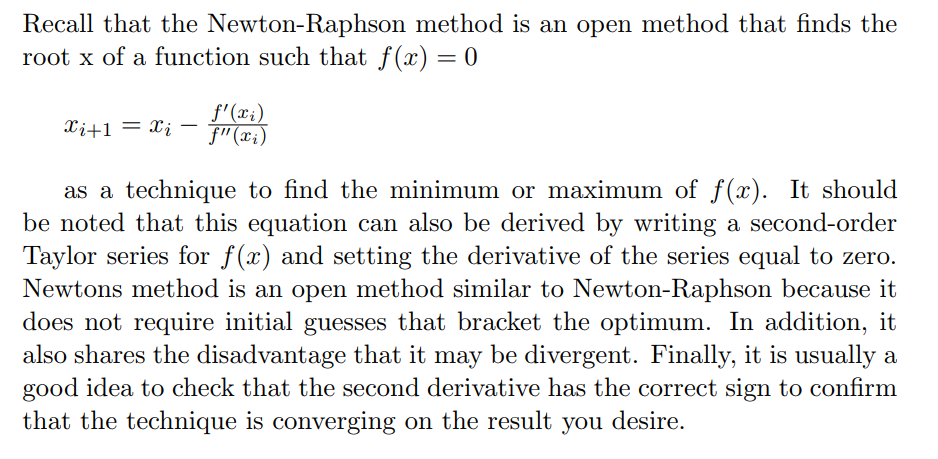 Recall that the Newton-Raphson method is an open method that finds the
root x of a function such that f(x) = 0
x_{i+1} = x_i − \frac{f'(x_i)}{f''(x_i)}
as a technique to find the minimum or maximum of f(x). It should
be noted that this equation can also be derived by writing a second-order
Taylor series for f(x) and setting the derivative of the series equal to zero.
Newtons method is an open method similar to Newton-Raphson because it
does not require initial guesses that bracket the optimum. In addition, it
also shares the disadvantage that it may be divergent. Finally, it is usually a
good idea to check that the second derivative has the correct sign to confirm
that the technique is converging on the result you desire.